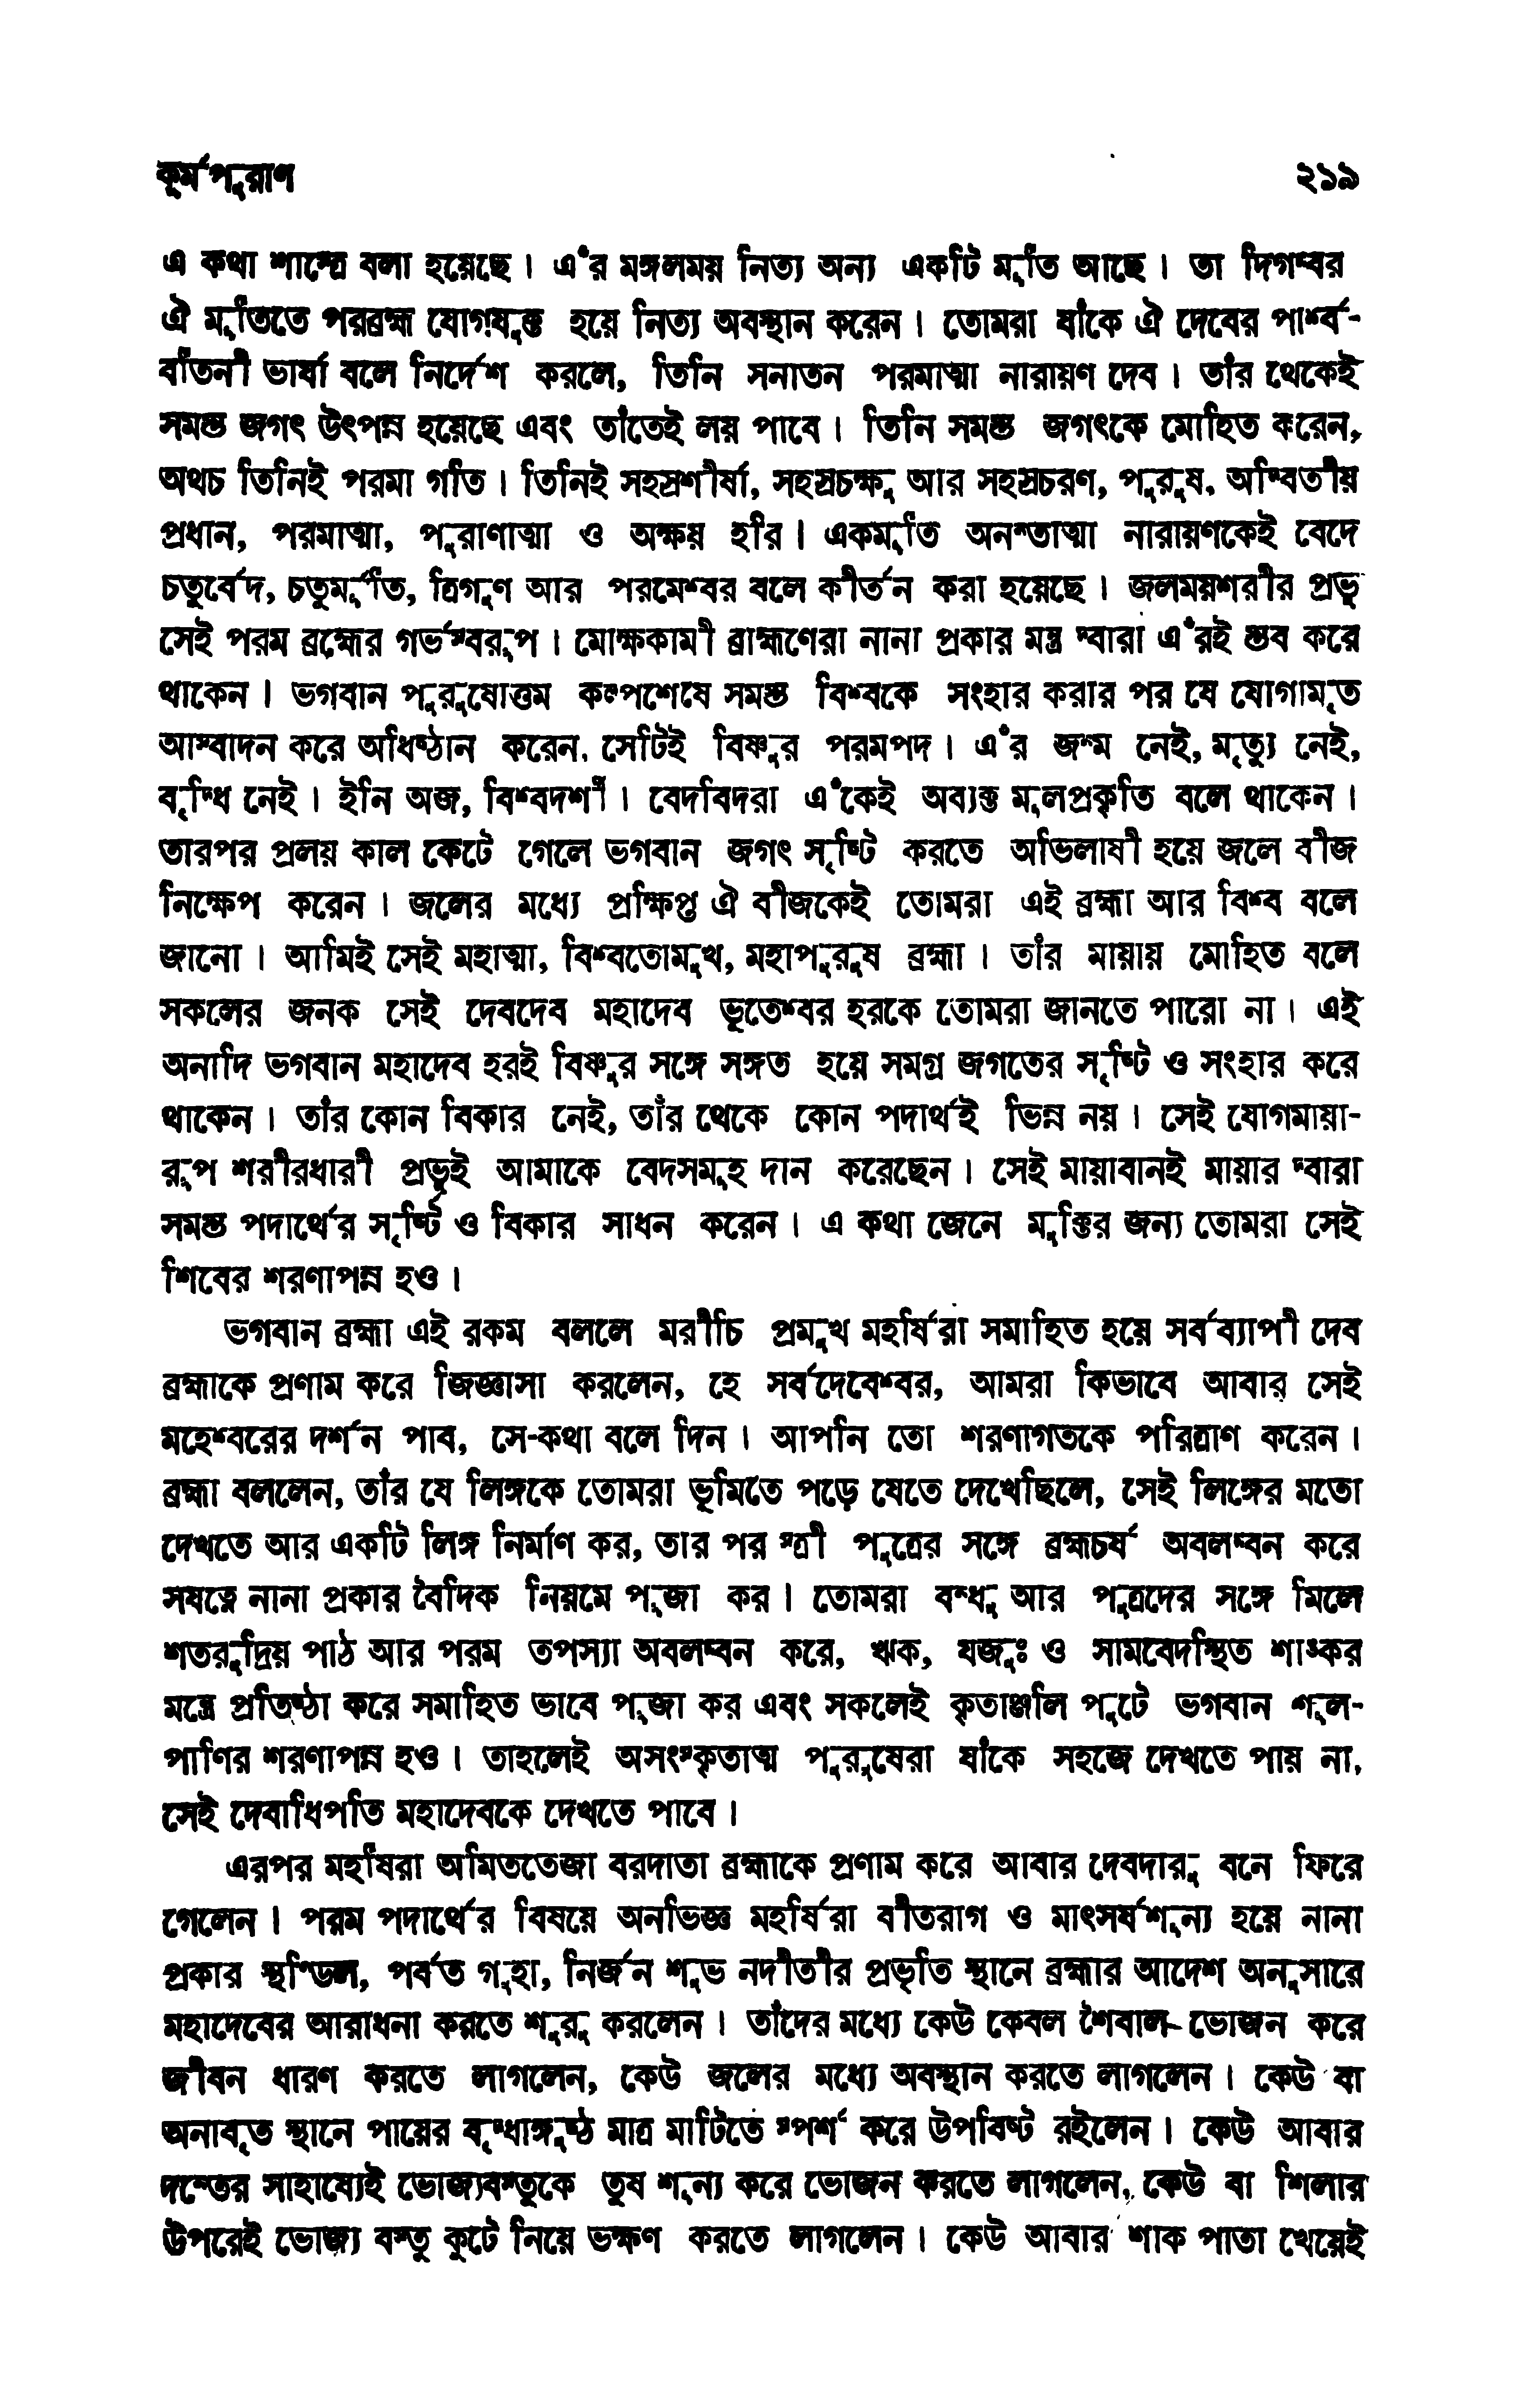 কূর্মপুরাণ ২১৯
এ কথা শাস্ত্রে বলা হয়েছে। এঁর মঙ্গলময় নিত্য অন্য একটি মূর্তি আছে। তা দিগম্বর
ঐ মূর্তিতে পরব্রহ্ম যোগযুক্ত হয়ে নিত্য অবস্থান করেন। তোমরা যাঁকে ঐ দেবের পার্শ্ব-
বর্তিনী ভার্যা বলে নির্দেশ করলে, তিনি সনাতন পরমাত্মা নারায়ণ দেব। তাঁর থেকেই
সমস্ত জগৎ উৎপন্ন হয়েছে এবং তাঁতেই লয় পাবে। তিনি সমস্ত জগৎকে মোহিত করেন,
অথচ তিনিই পরমা গতি। তিনিই সহস্রশীর্ষা, সহস্রচক্ষু আর সহস্রচরণ, পুরুষ, অদ্বিতীয়
প্রধান, পরমাত্মা, পুরাণাত্মা ও অক্ষয় হরি। একমূর্তি অনন্তাত্মা নারায়ণকেই বেদে
চতুর্বেদ, চতুর্মূর্তি, ত্রিগুণ আর পরমেশ্বর বলে কীর্তন করা হয়েছে। জলময়শরীর প্রভু
সেই পরম ব্রহ্মের গর্ভস্বরূপ। মোক্ষকামী ব্রাহ্মণেরা নানা প্রকার মন্ত্র দ্বারা এঁরই স্তব করে
থাকেন। ভগবান পুরুষোত্তম কল্পশেষে সমস্ত বিশ্বকে সংহার করার পর যে যোগামৃত
আস্বাদন করে অধিষ্ঠান করেন, সেটিই বিষ্ণুর পরমপদ। এঁর জন্ম নেই, মৃত্যু নেই,
বৃদ্ধি নেই। ইনি অজ, বিশ্বদর্শী। বেদবিদরা এঁকেই অব্যক্ত মূলপ্রকৃতি বলে থাকেন।
তারপর প্রলয় কাল কেটে গেলে ভগবান জগৎ সৃষ্টি করতে অভিলাষী হয়ে জলে বীজ
নিক্ষেপ করেন। জলের মধ্যে প্রক্ষিপ্ত ঐ বীজকেই তোমরা এই ব্রহ্মা আর বিশ্ব বলে
জানো। আমিই সেই মহাত্মা, বিশ্বতোমুখ, মহাপুরুষ ব্রহ্মা। তাঁর মায়ায় মোহিত বলে
সকলের জনক সেই দেবদেব মহাদেব ভূতেশ্বর হরকে তোমরা জানতে পারো না। এই
অনাদি ভগবান মহাদেব হরই বিষ্ণুর সঙ্গে সঙ্গত হয়ে সমগ্র জগতের সৃষ্টি ও সংহার করে
থাকেন। তাঁর কোন বিকার নেই, তাঁর থেকে কোন পদার্থই ভিন্ন নয়। সেই যোগমায়া-
রূপ শরীরধারী প্রভুই আমাকে বেদসমূহ দান করেছেন। সেই মায়াবানই মায়ার দ্বারা
সমস্ত পদার্থের সৃষ্টি ও বিকার সাধন করেন। এ কথা জেনে মুক্তির জন্য তোমরা সেই
শিবের শরণাপন্ন হও।
ভগবান ব্রহ্মা এই রকম বললে মরীচি প্রমুখ মহর্ষিরা সমাহিত হয়ে সর্বব্যাপী দেব
ব্রহ্মাকে প্রণাম করে জিজ্ঞাসা করলেন, হে সর্বদেবেশ্বর, আমরা কিভাবে আবার সেই
মহেশ্বরের দর্শন পাব, সে-কথা বলে দিন। আপনি তো শরণাগতকে পরিত্রাণ করেন।
ব্রহ্মা বললেন, তাঁর যে লিঙ্গকে তোমরা ভূমিতে পড়ে যেতে দেখেছিলে, সেই লিঙ্গের মতো
দেখতে আর একটি লিঙ্গ নির্মাণ কর, তার পর স্ত্রী পুত্রের সঙ্গে ব্রহ্মচর্য অবলম্বন করে
সযত্নে নানা প্রকার বৈদিক নিয়মে পূজা কর। তোমরা বন্ধু আর পুত্রদের সঙ্গে মিলে
শতরুদ্রিয় পাঠ আর পরম তপস্যা অবলম্বন করে, ঋক, যজুঃ ও সামবেদস্থিত শাঙ্কর
মন্ত্রে প্রতিষ্ঠা করে সমাহিত ভাবে পূজা কর এবং সকলেই কৃতাঞ্জলি পুটে ভগবান শূল-
পাণির শরণাপন্ন হও। তাহলেই অসংস্কৃতাত্ম পুরুষেরা যাঁকে সহজে দেখতে পায় না,
সেই দেবাধিপতি মহাদেবকে দেখতে পাবে।
এরপর মহর্ষিরা অমিততেজা বরদাতা ব্রহ্মাকে প্রণাম করে আবার দেবদারু বনে ফিরে
গেলেন। পরম পদার্থের বিষয়ে অনভিজ্ঞ মহর্ষিরা বীতরাগ ও মাৎসর্যশূন্য হয়ে নানা
প্রকার স্থণ্ডিল, পর্বত গুহা, নির্জন শুভ নদীতীর প্রভৃতি স্থানে ব্রহ্মার আদেশ অনুসারে
মহাদেবের আরাধনা করতে শুরু করলেন। তাঁদের মধ্যে কেউ কেবল শৈবাল ভোজন করে
জীবন ধারণ করতে লাগলেন, কেউ জলের মধ্যে অবস্থান করতে লাগলেন। কেউ বা
অনাবৃত স্থানে পায়ের বৃদ্ধাঙ্গুষ্ঠ মাত্র মাটিতে স্পর্শ করে উপবিষ্ট রইলেন। কেউ আবার
দন্তের সাহায্যেই ভোজ্যবস্তুকে তুষ শূন্য করে ভোজন করতে লাগলেন, কেউ বা শিলার
উপরেই ভোজ্য বস্তু কুটে নিয়ে ভক্ষণ করতে লাগলেন। কেউ আবার শাক পাতা খেয়েই